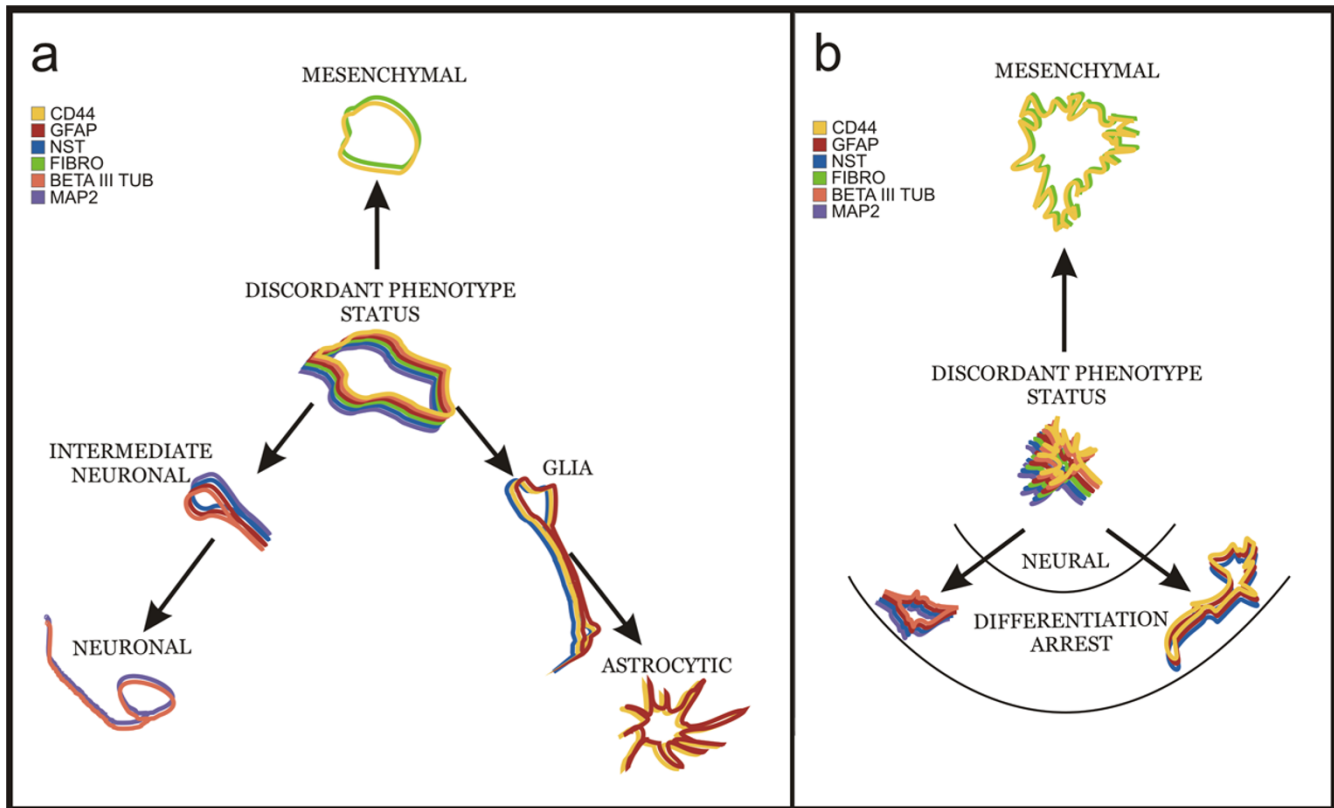 a
MESENCHYMAL
CD44
GFAP
NST
FIBRO
BETA III TUB
MAP2
DISCORDANT PHENOTYPE
STATUS
INTERMEDIATE
NEURONAL
GLIA
NEURONAL
ASTROCYTIC
b
MESENCHYMAL
CD44
GFAP
NST
FIBRO
BETA III TUB
MAP2
DISCORDANT PHENOTYPE
STATUS
NEURAL
DIFFERENTIATION
ARREST